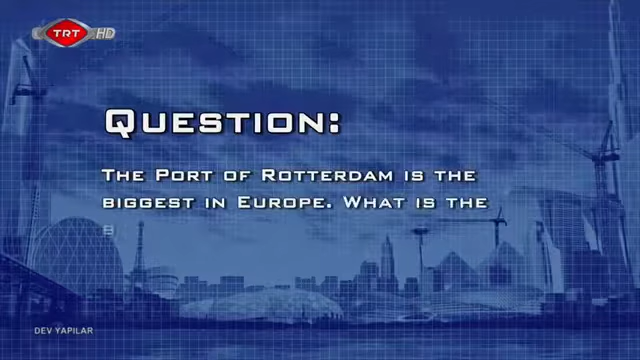 TRT HD
QUESTION:
THE PORT OF ROTTERDAM IS THE
BIGGEST IN EUROPE. WHAT IS THE
B
DEV YAPILAR